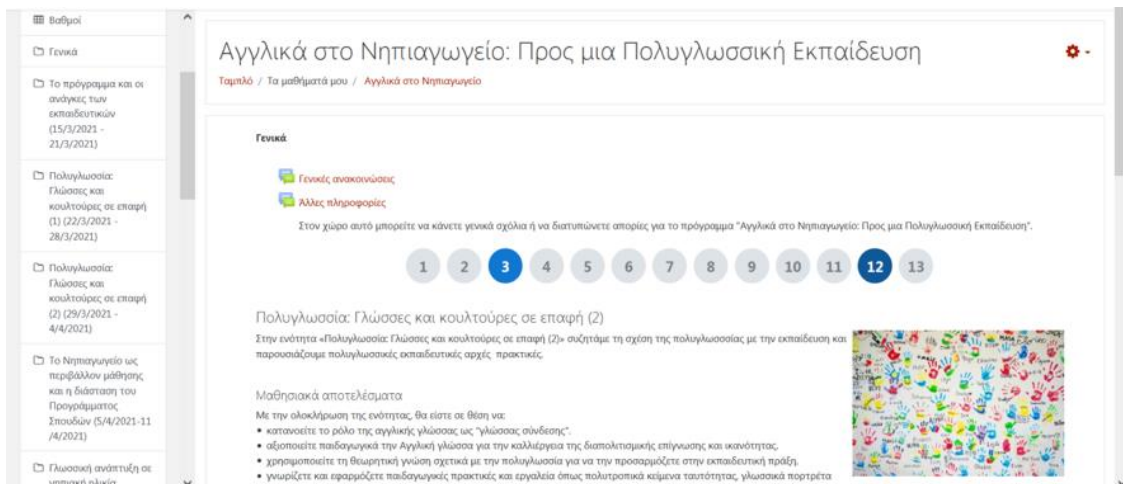 Βαθμοί
Γενικά
Το πρόγραμμα και οι
ανάγκες των
εκπαιδευτικών
(15/3/2021 -
21/3/2021)
Πολυγλωσσία:
Γλώσσες και
κουλτούρες σε επαφή
(1) (22/3/2021 -
28/3/2021)
Πολυγλωσσία:
Γλώσσες και
κουλτούρες σε επαφή
(2) (29/3/2021 -
4/4/2021)
Το Νηπιαγωγείο ως
περιβάλλον μάθησης
και η διάσταση του
Προγράμματος
Σπουδών (5/4/2021-11
/4/2021)
Γλωσσική ανάπτυξη σε
νηπιακή ηλικία
Αγγλικά στο Νηπιαγωγείο: Προς μια Πολυγλωσσική Εκπαίδευση
Ταμπλό / Τα μαθήματά μου / Αγγλικά στο Νηπιαγωγείο
Γενικά
Γενικές ανακοινώσεις
Άλλες πληροφορίες
Στον χώρο αυτό μπορείτε να κάνετε γενικά σχόλια ή να διατυπώνετε απορίες για το πρόγραμμα "Αγγλικά στο Νηπιαγωγείο: Προς μια Πολυγλωσσική Εκπαίδευση".
1 2 3 4 5 6 7 8 9 10 11 12 13
Πολυγλωσσία: Γλώσσες και κουλτούρες σε επαφή (2)
Στην ενότητα «Πολυγλωσσία: Γλώσσες και κουλτούρες σε επαφή (2)» συζητάμε τη σχέση της πολυγλωσσίας με την εκπαίδευση και
παρουσιάζουμε πολυγλωσσικές εκπαιδευτικές αρχές πρακτικές.
Μαθησιακά αποτελέσματα
Με την ολοκλήρωση της ενότητας, θα είστε σε θέση να:
• κατανοείτε το ρόλο της αγγλικής γλώσσας ως "γλώσσας σύνδεσης".
• αξιοποιείτε παιδαγωγικά την Αγγλική γλώσσα για την καλλιέργεια της διαπολιτισμικής επίγνωσης και ικανότητας.
• χρησιμοποιείτε τη θεωρητική γνώση σχετικά με την πολυγλωσσία για να την προσαρμόζετε στην εκπαιδευτική πράξη.
• γνωρίζετε και εφαρμόζετε παιδαγωγικές πρακτικές και εργαλεία όπως πολυτροπικά κείμενα ταυτότητας, γλωσσικά πορτρέτα